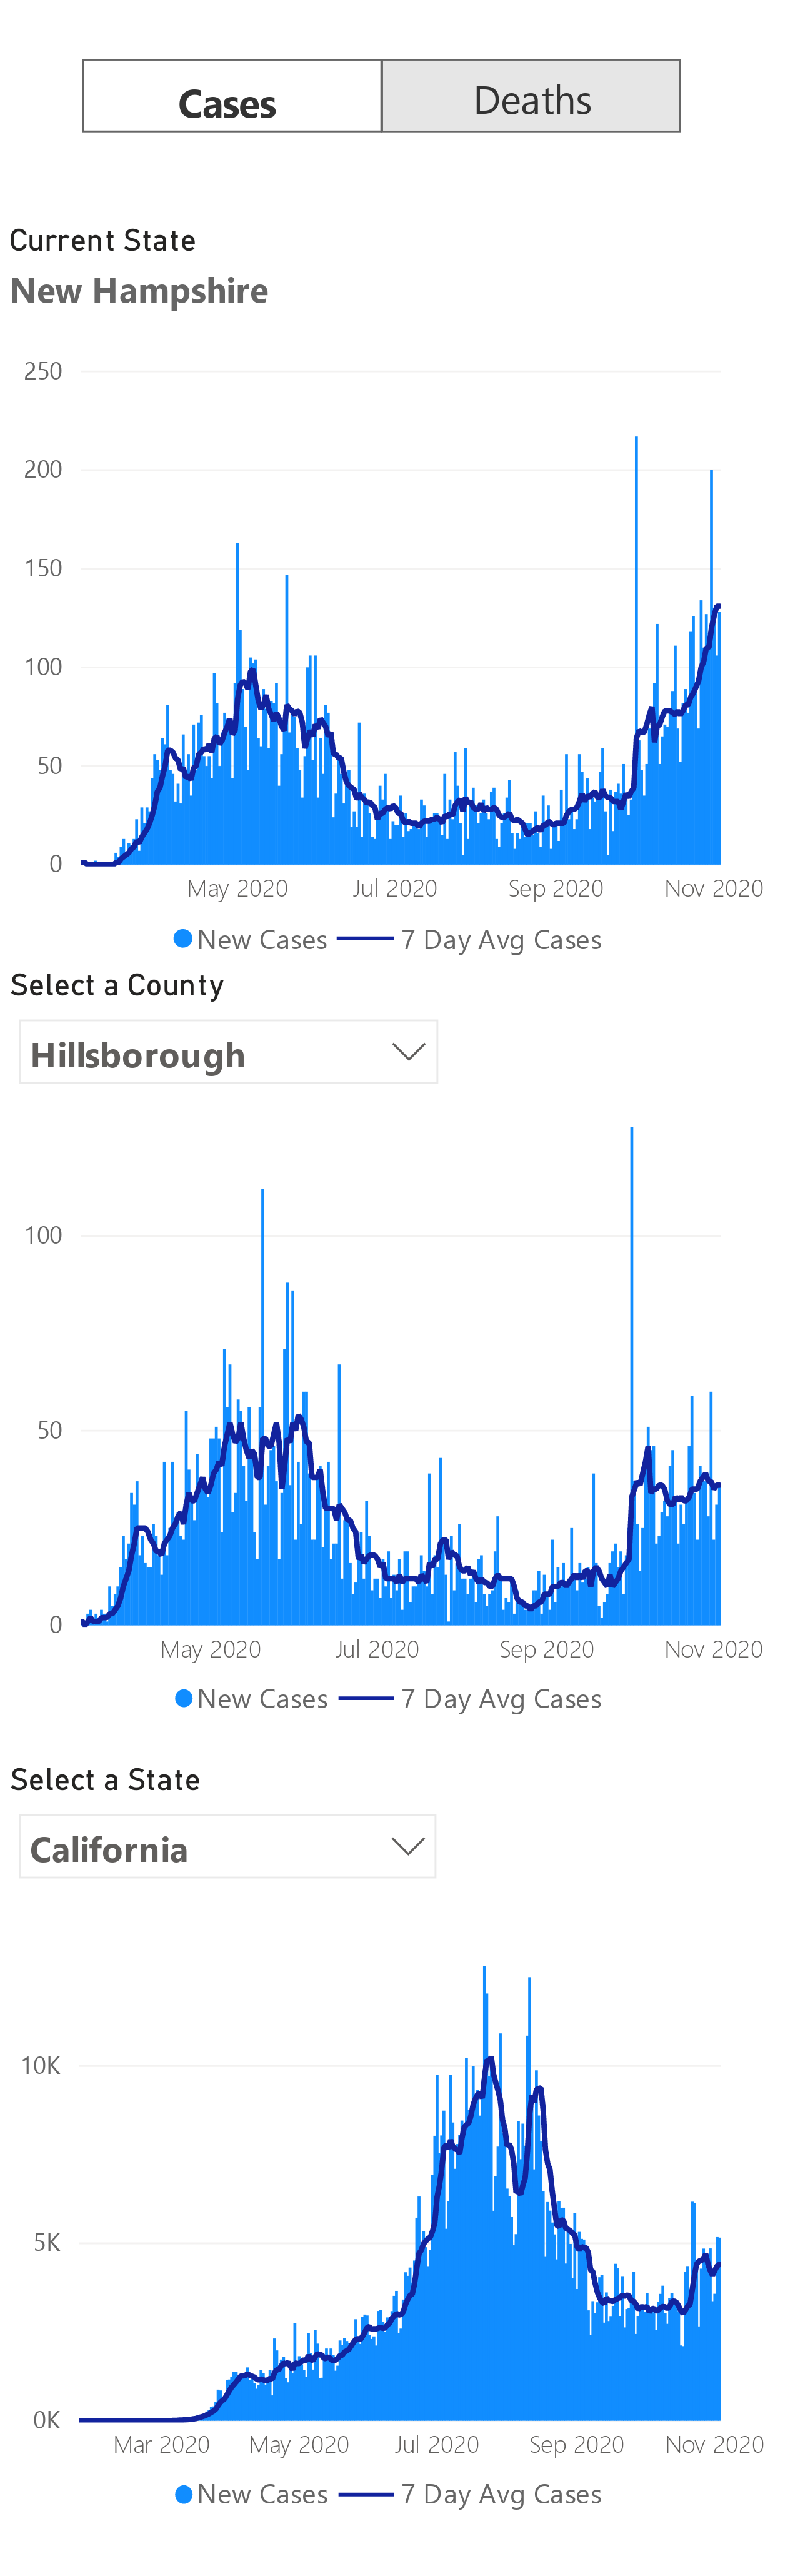 Cases Deaths
Current State
New Hampshire
250
200
150
100
50
0
May 2020 Jul 2020 Sep 2020 Nov 2020
New Cases 7 Day Avg Cases
Select a County
Hillsborough
100
50
0
May 2020 Jul 2020 Sep 2020 Nov 2020
New Cases 7 Day Avg Cases
Select a State
California
10K
5K
0K
Mar 2020 May 2020 Jul 2020 Sep 2020 Nov 2020
New Cases 7 Day Avg Cases